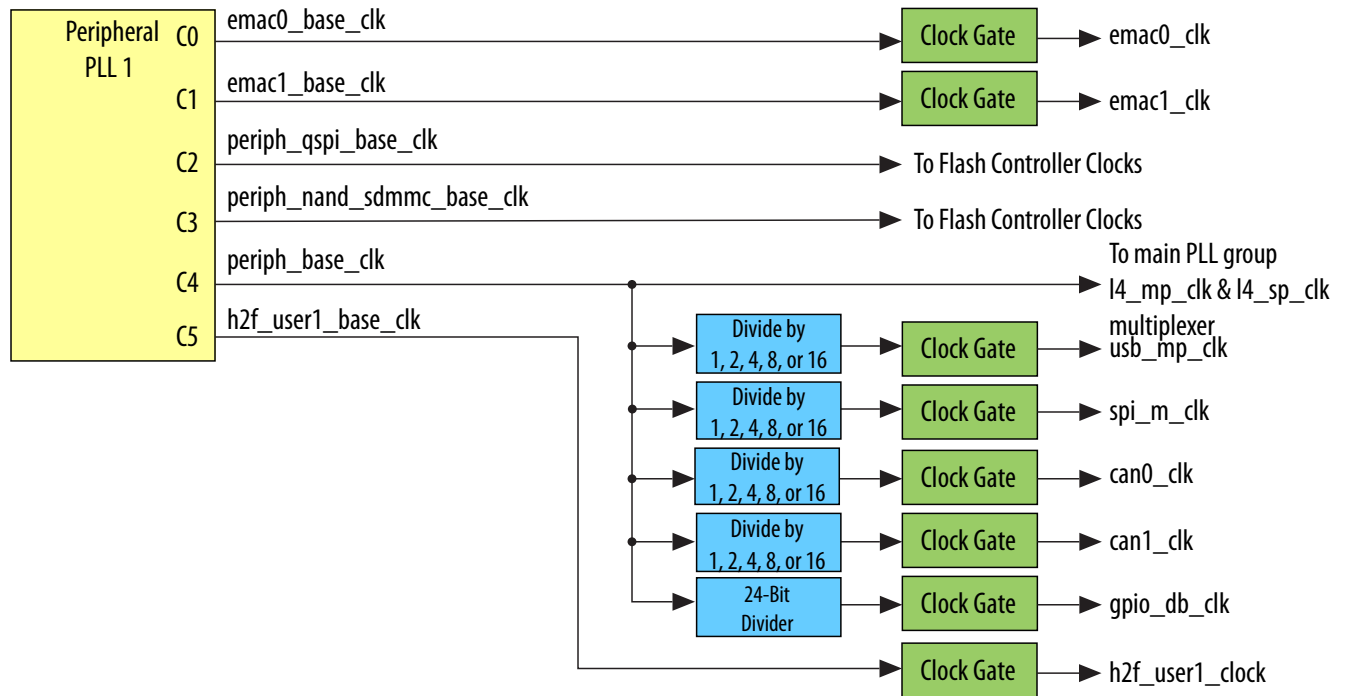 Peripheral
PLL 1
C0
emac0_base_clk
Clock Gate
emac0_clk
C1
emac1_base_clk
Clock Gate
emac1_clk
C2
periph_qspi_base_clk
To Flash Controller Clocks
C3
periph_nand_sdmmc_base_clk
To Flash Controller Clocks
C4
periph_base_clk
To main PLL group
l4_mp_clk & l4_sp_clk
multiplexer
C5
h2f_user1_base_clk
Divide by
1, 2, 4, 8, or 16
Clock Gate
usb_mp_clk
Divide by
1, 2, 4, 8, or 16
Clock Gate
spi_m_clk
Divide by
1, 2, 4, 8, or 16
Clock Gate
can0_clk
Divide by
1, 2, 4, 8, or 16
Clock Gate
can1_clk
24-Bit
Divider
Clock Gate
gpio_db_clk
Clock Gate
h2f_user1_clock